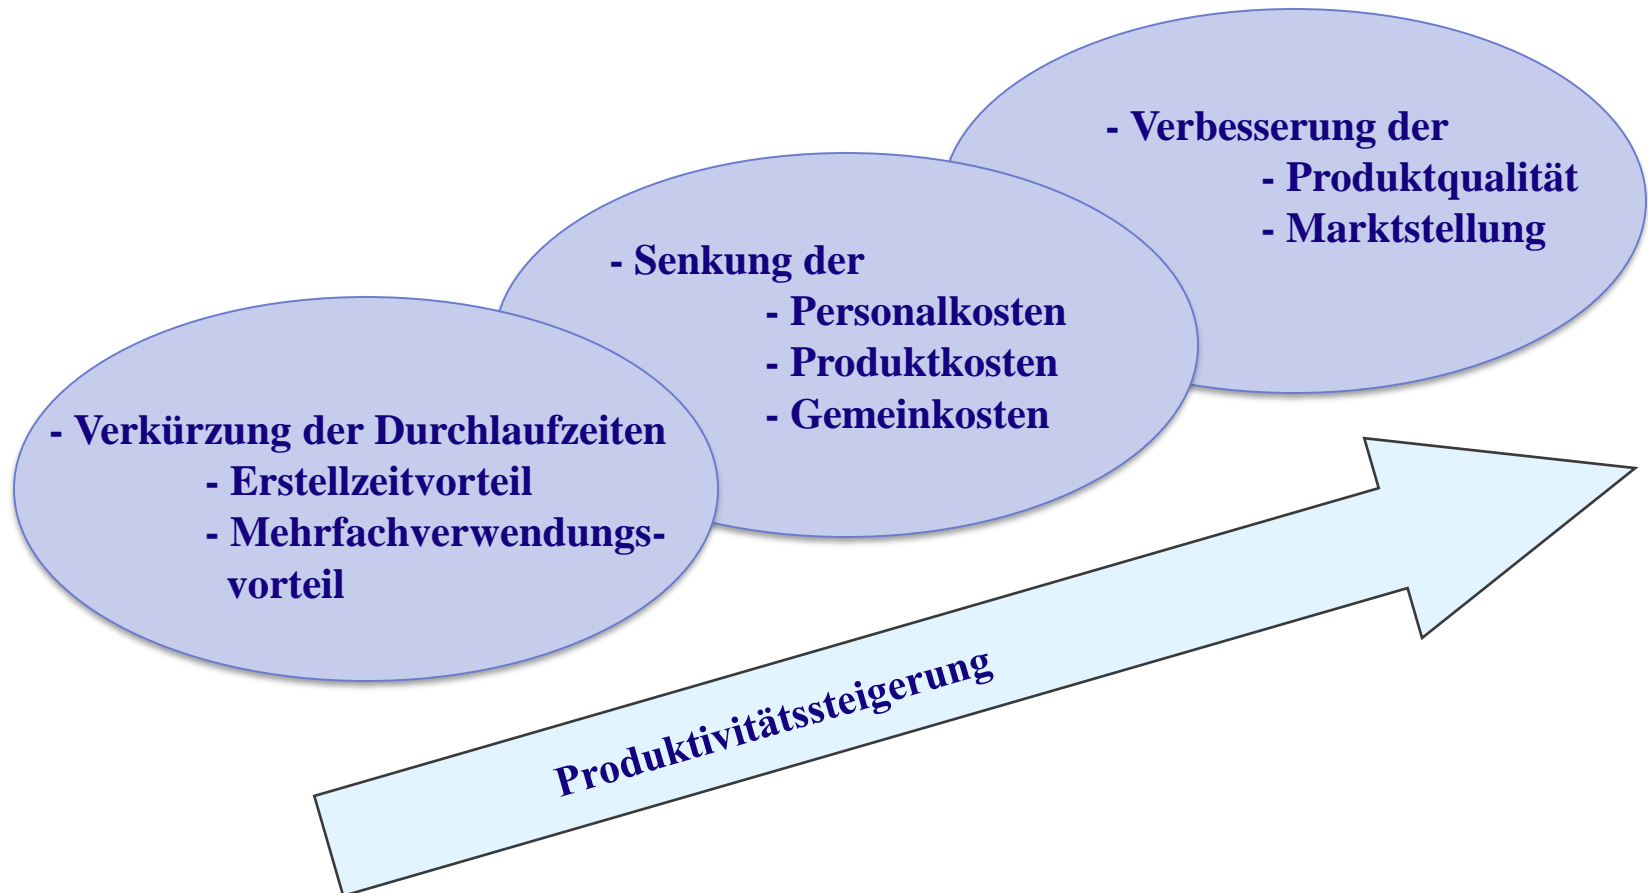 - Verbesserung der
- Produktqualität
- Marktstellung
- Senkung der
- Personalkosten
- Produktkosten
- Gemeinkosten
- Verkürzung der Durchlaufzeiten
- Erstellzeitvorteil
- Mehrfachverwendungs-
vorteil
Produktivitätssteigerung